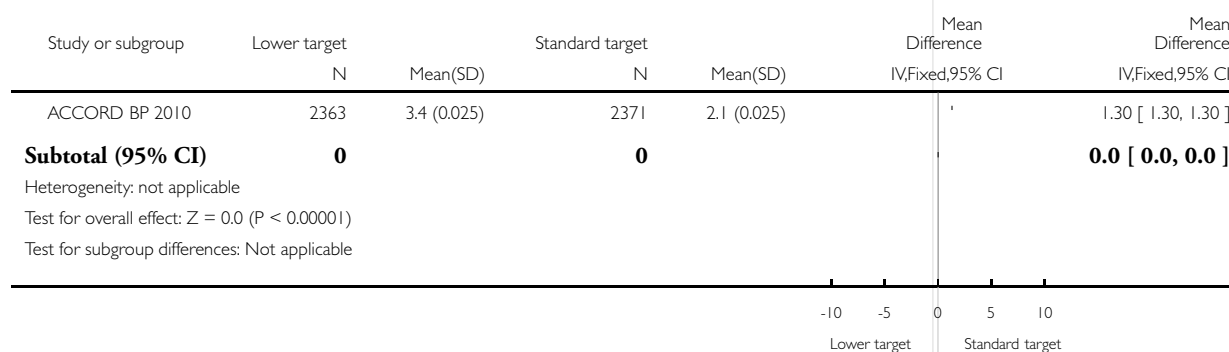 Mean Mean
Study or subgroup Lower target Standard target Difference Difference
N Mean(SD) N Mean(SD) IV,Fixed,95% CI IV,Fixed,95% CI
ACCORD BP 2010 2363 3.4 (0.025) 2371 2.1 (0.025) 1.30 [ 1.30, 1.30 ]
Subtotal (95% CI) 0 0 0.0 [ 0.0, 0.0 ]
Heterogeneity: not applicable
Test for overall effect: Z = 0.0 (P < 0.00001)
Test for subgroup differences: Not applicable
-10 -5 0 5 10
Lower target Standard target